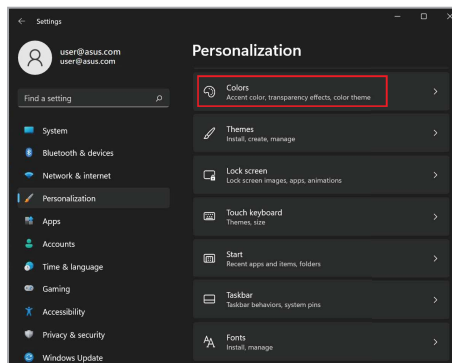 Settings
user@asus.com
user@asus.com
Find a setting
System
Bluetooth & devices
Network & internet
Personalization
Apps
Accounts
Time & language
Gaming
Accessibility
Privacy & security
Windows Update
Personalization
Colors
Accent color, transparency effects, color theme
Themes
Install, create, manage
Lock screen
Lock screen images, apps, animations
Touch keyboard
Themes, size
Start
Recent apps and items, folders
Taskbar
Taskbar behaviors, system pins
Fonts
Install, manage